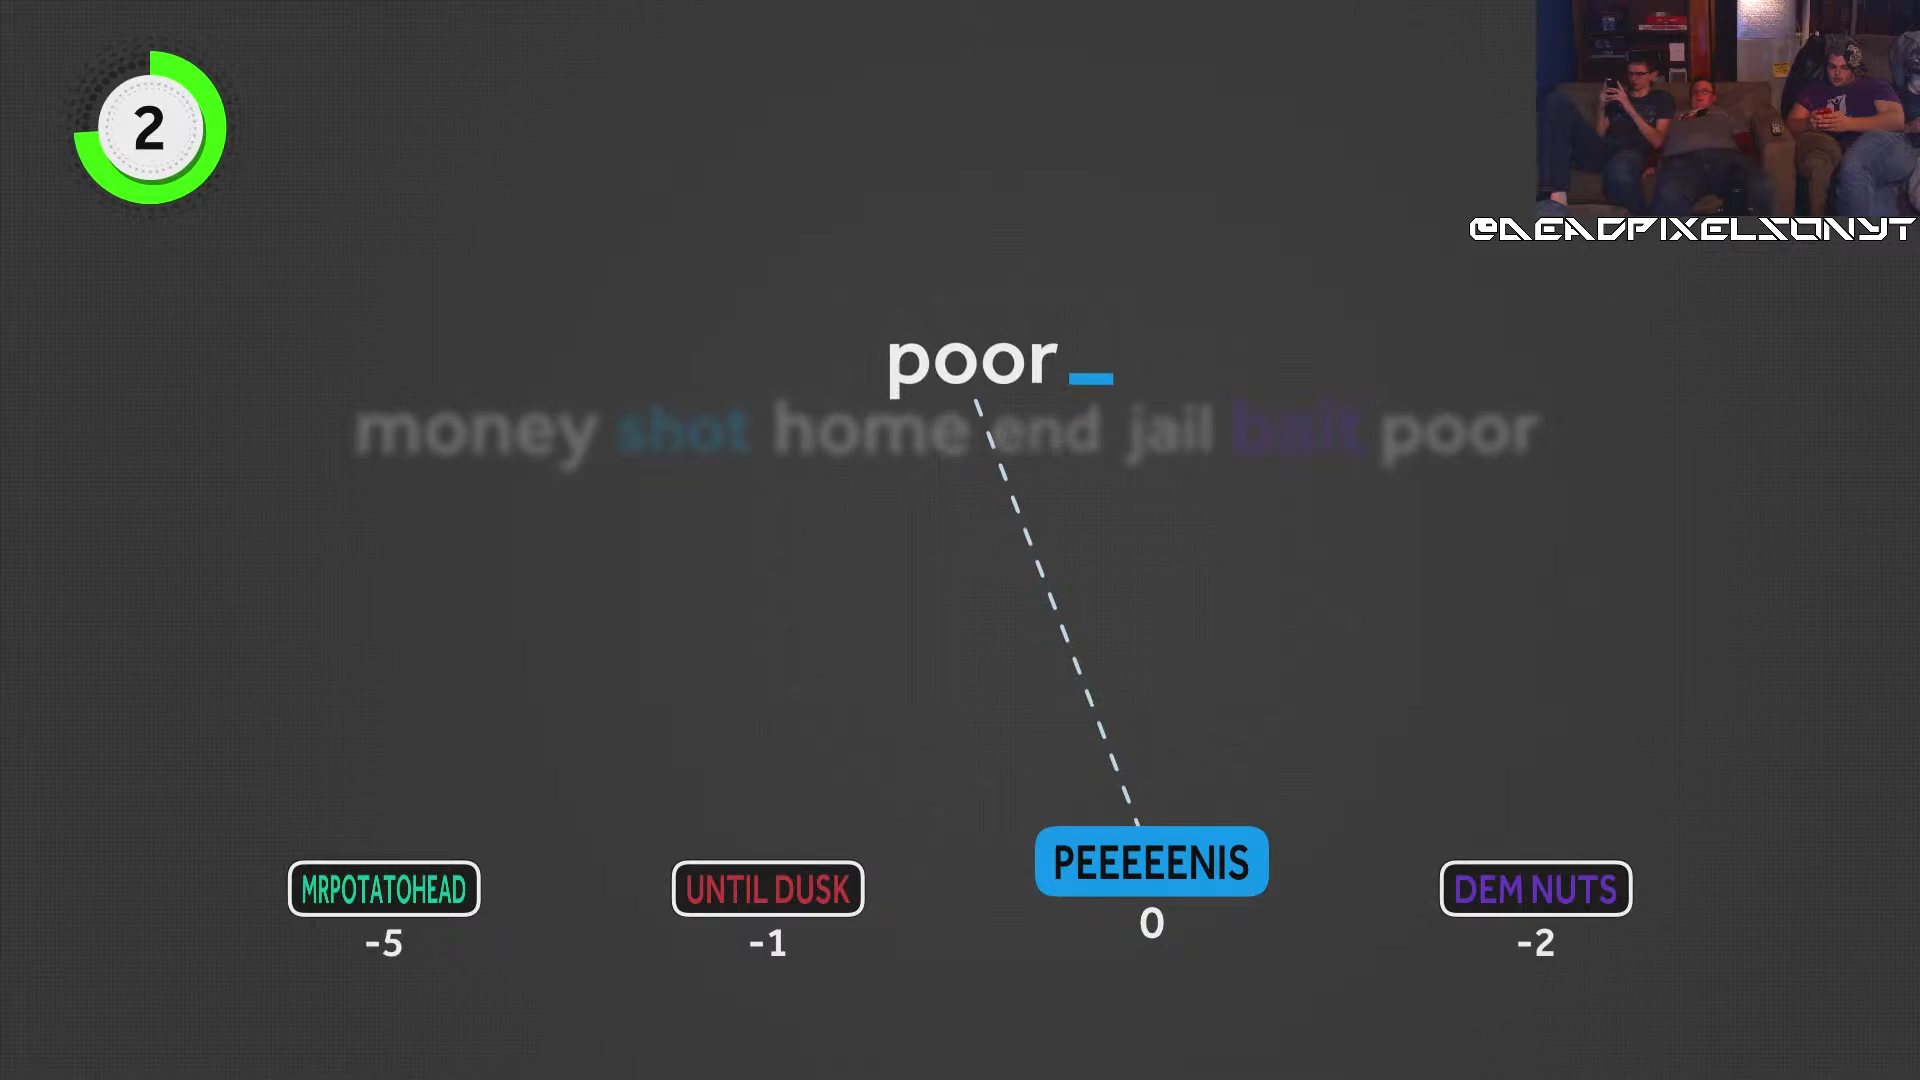 2
@DEADPIXELSONYT
poor_
money shot home end jail bait poor
MRPOTATOHEAD
UNTIL DUSK
PEEEEENIS
DEM NUTS
-5
-1
0
-2